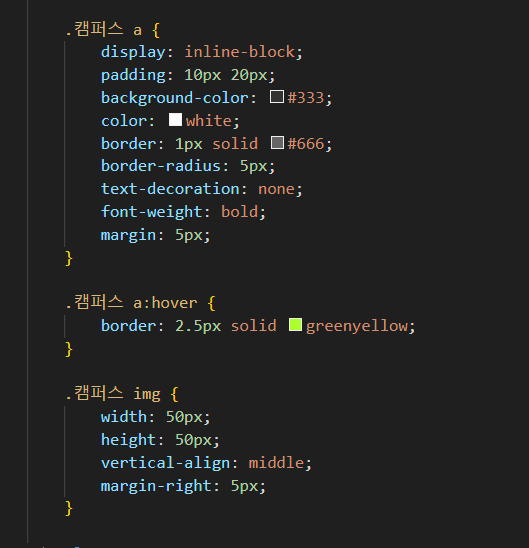 .캠퍼스 a {
display: inline-block;
padding: 10px 20px;
background-color: #333;
color: white;
border: 1px solid #666;
border-radius: 5px;
text-decoration: none;
font-weight: bold;
margin: 5px;
}
.캠퍼스 a:hover {
border: 2.5px solid greenyellow;
}
.캠퍼스 img {
width: 50px;
height: 50px;
vertical-align: middle;
margin-right: 5px;
}